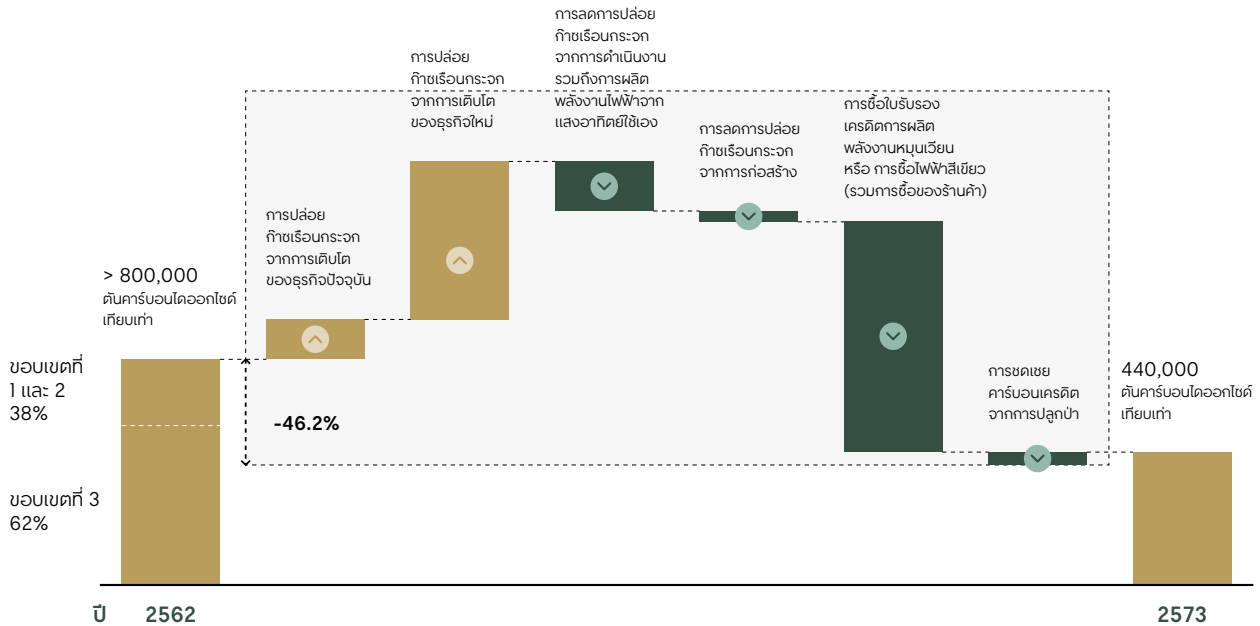 การลดการปล่อย
ก๊าซเรือนกระจก
จากการดำเนินงาน
รวมถึงการผลิต
พลังงานไฟฟ้าจาก
แสงอาทิตย์ใช้เอง
การปล่อย
ก๊าซเรือนกระจก
จากการเติบโต
ของธุรกิจใหม่
การซื้อใบรับรอง
เครดิตการผลิต
พลังงานหมุนเวียน
หรือ การซื้อไฟฟ้าสีเขียว
(รวมการซื้อของร้านค้า)
การลดการปล่อย
ก๊าซเรือนกระจก
จากการก่อสร้าง
การปล่อย
ก๊าซเรือนกระจก
จากการเติบโต
ของธุรกิจปัจจุบัน
> 800,000
ตันคาร์บอนไดออกไซด์
เทียบเท่า
ขอบเขตที่
1 และ 2
38%
-46.2%
การชดเชย
คาร์บอนเครดิต
จากการปลูกป่า
440,000
ตันคาร์บอนไดออกไซด์
เทียบเท่า
ขอบเขตที่ 3
62%
ปี 2562 2573